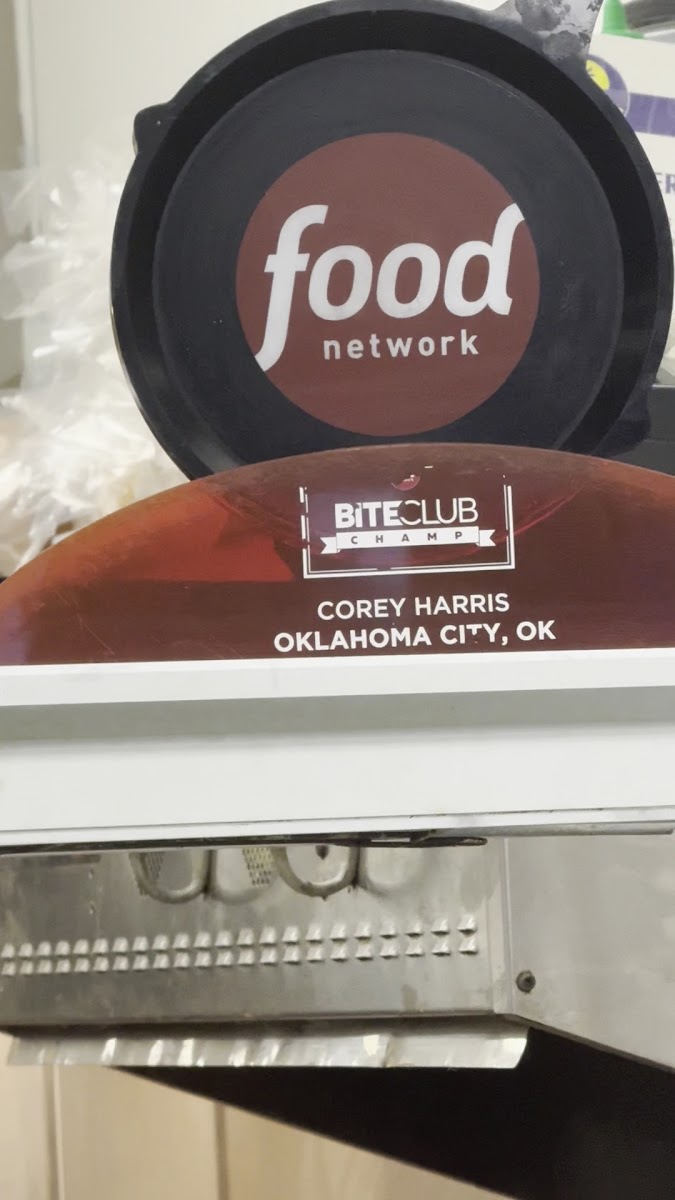 food
network
BITECLUB
CHAMP
COREY HARRIS
OKLAHOMA CITY, OK